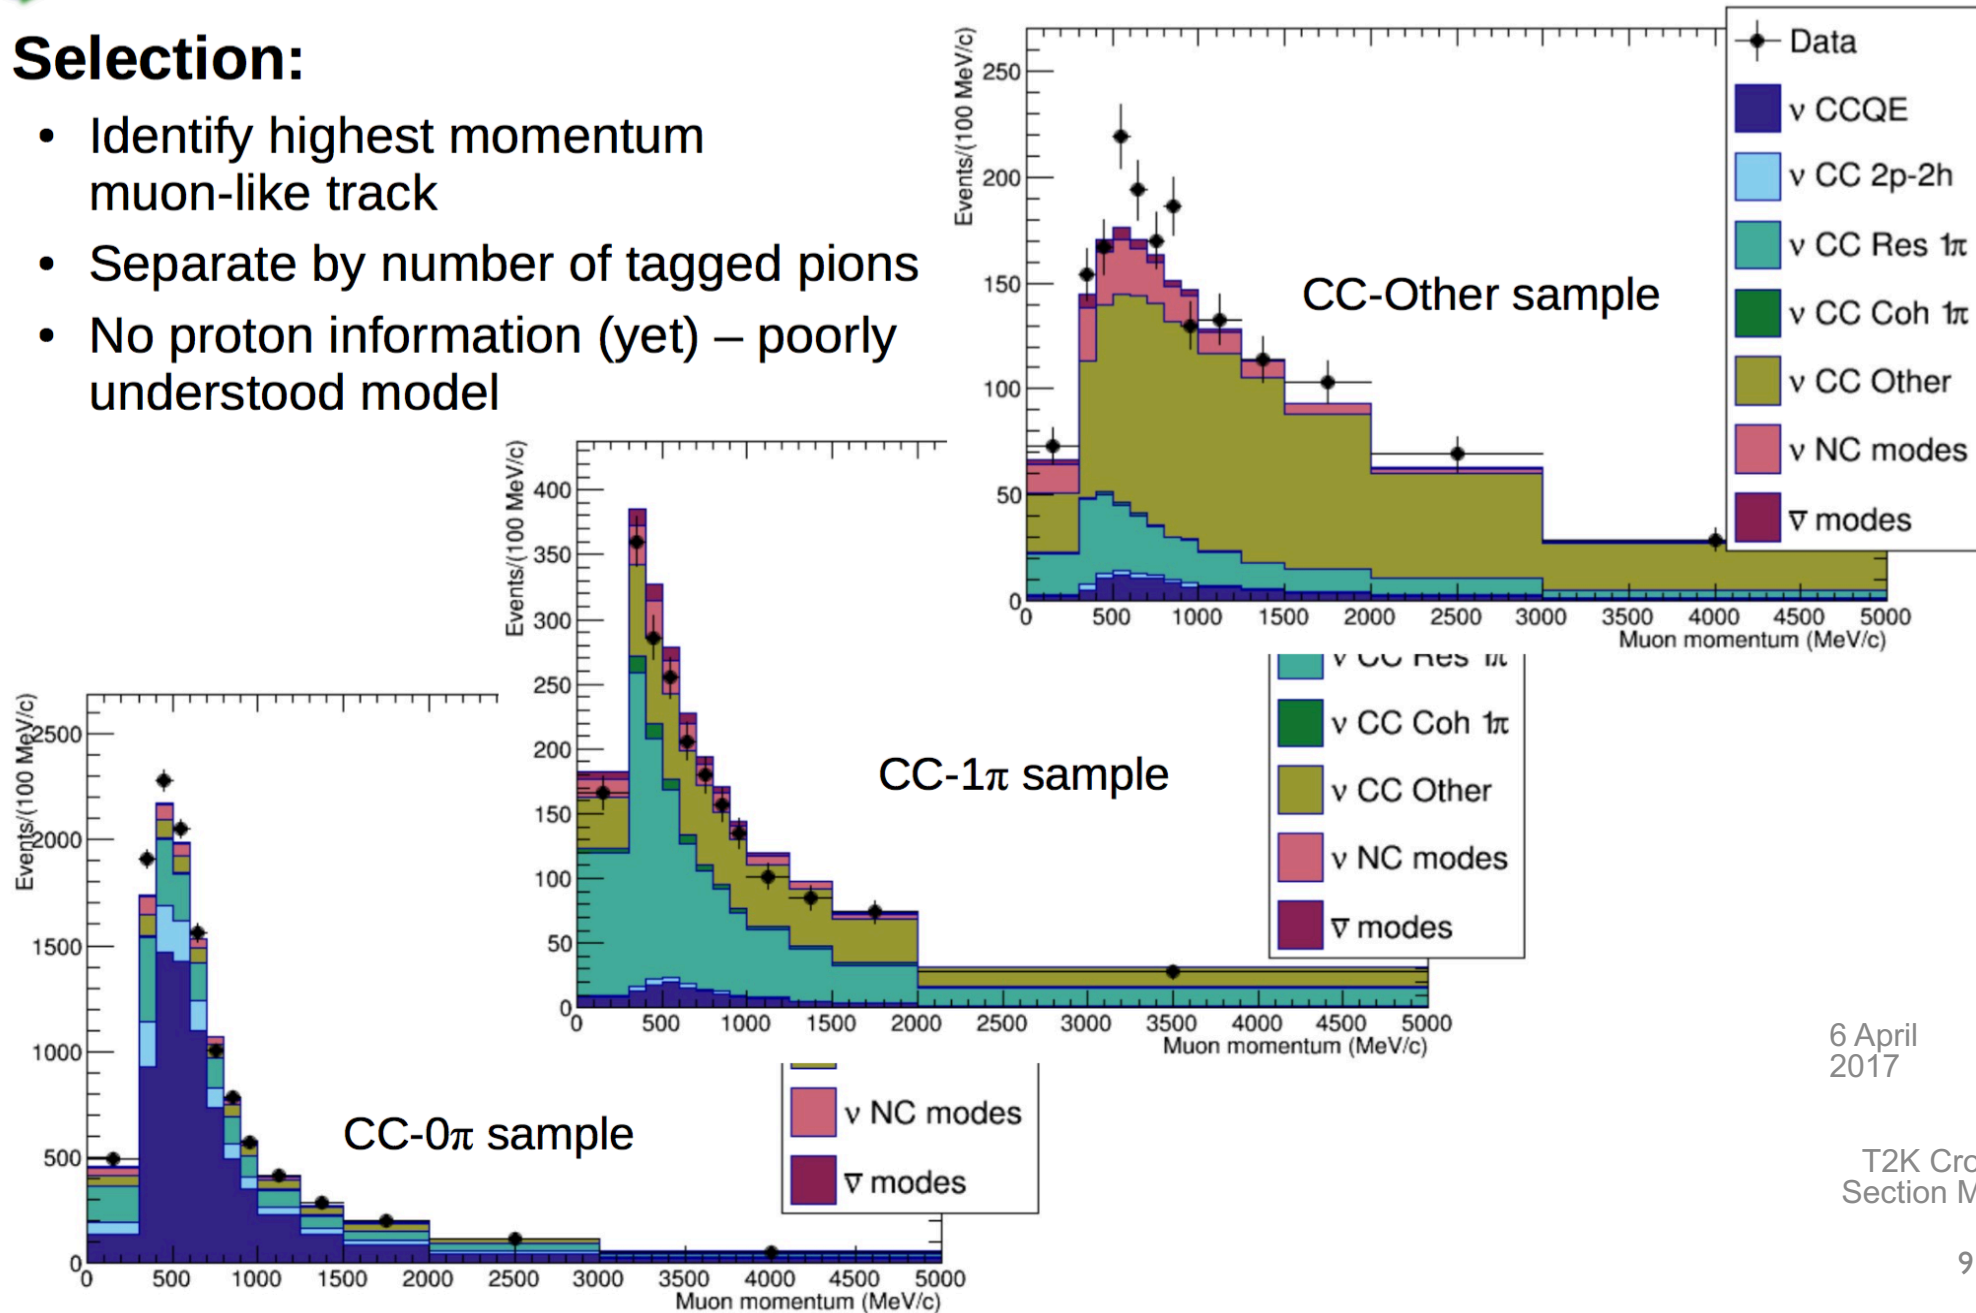 Selection:
• Identify highest momentum
muon-like track
• Separate by number of tagged pions
• No proton information (yet) – poorly
understood model
Events/(100 MeV/c)
250
200
150
100
50
0
0 500 1000 1500 2000 2500 3000 3500 4000 4500 5000
Muon momentum (MeV/c)
CC-Other sample
Data
ν CCQE
ν CC 2p-2h
ν CC Res 1π
ν CC Coh 1π
ν CC Other
ν NC modes
ν̅ modes
Events/(100 MeV/c)
400
350
300
250
200
150
100
50
0
0 500 1000 1500 2000 2500 3000 3500 4000 4500 5000
Muon momentum (MeV/c)
CC-1π sample
ν CC Res 1π
ν CC Coh 1π
ν CC Other
ν NC modes
ν̅ modes
Events/(100 MeV/c)
2500
2000
1500
1000
500
0
0 500 1000 1500 2000 2500 3000 3500 4000 4500 5000
Muon momentum (MeV/c)
CC-0π sample
ν NC modes
ν̅ modes
6 April
2017
T2K
Section
9